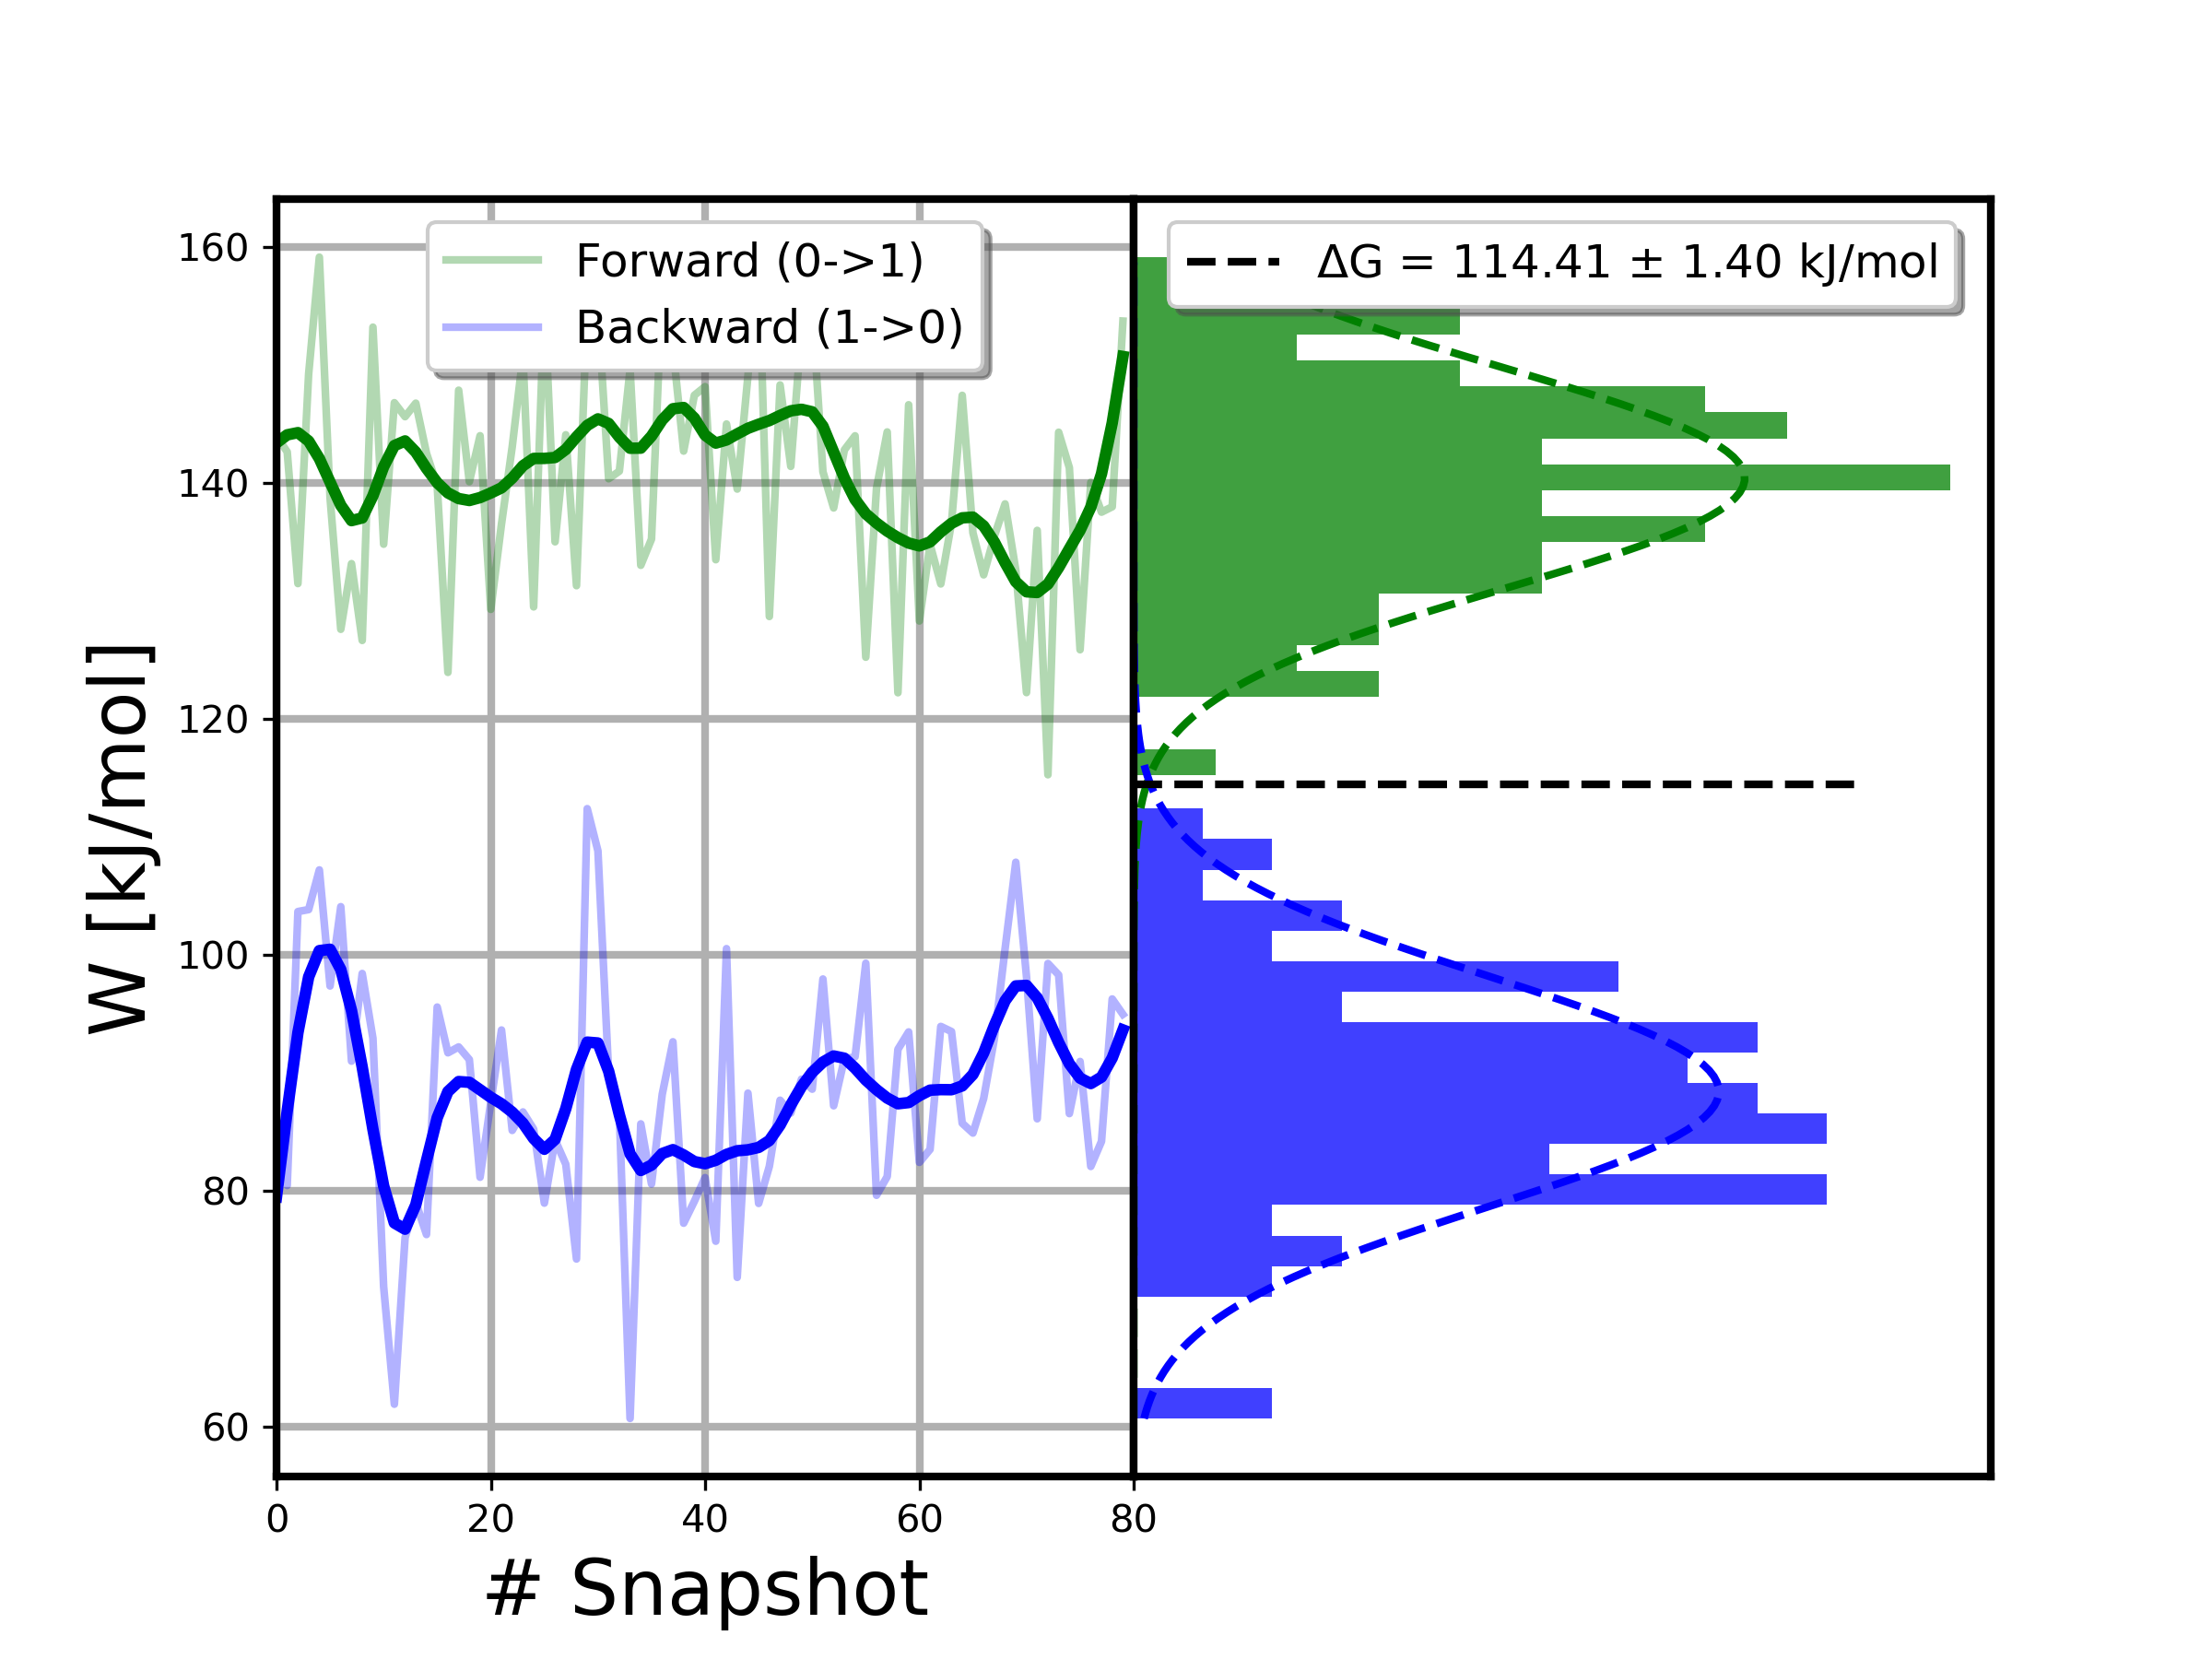 Forward (0->1)
Backward (1->0)
ΔG = 114.41 ± 1.40 kJ/mol
W [kJ/mol]
160
140
120
100
80
60
0 20 40 60 80
# Snapshot